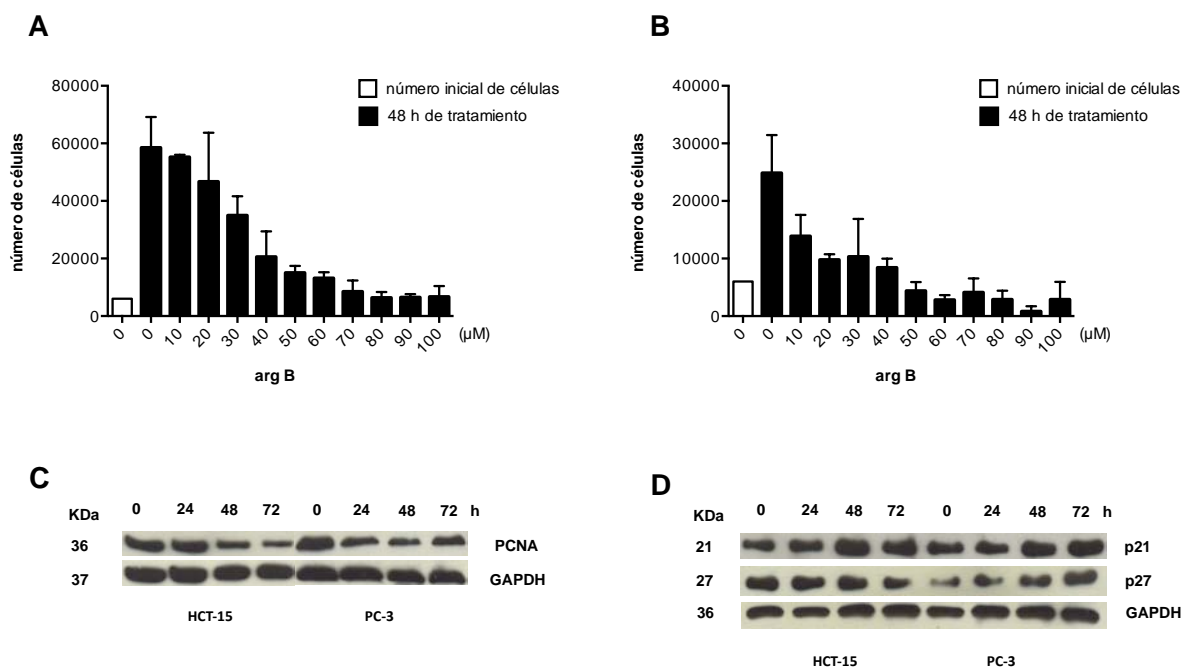 A
80000
60000
40000
20000
0
número de células
número inicial de células
48 h de tratamiento
0 0 10 20 30 40 50 60 70 80 90 100 (µM)
arg B
B
40000
30000
20000
10000
0
número de células
número inicial de células
48 h de tratamiento
0 0 10 20 30 40 50 60 70 80 90 100 (µM)
arg B
C
KDa 0 24 48 72 0 24 48 72 h
36 PCNA
37 GAPDH
HCT-15 PC-3
D
KDa 0 24 48 72 0 24 48 72 h
21 p21
27 p27
36 GAPDH
HCT-15 PC-3